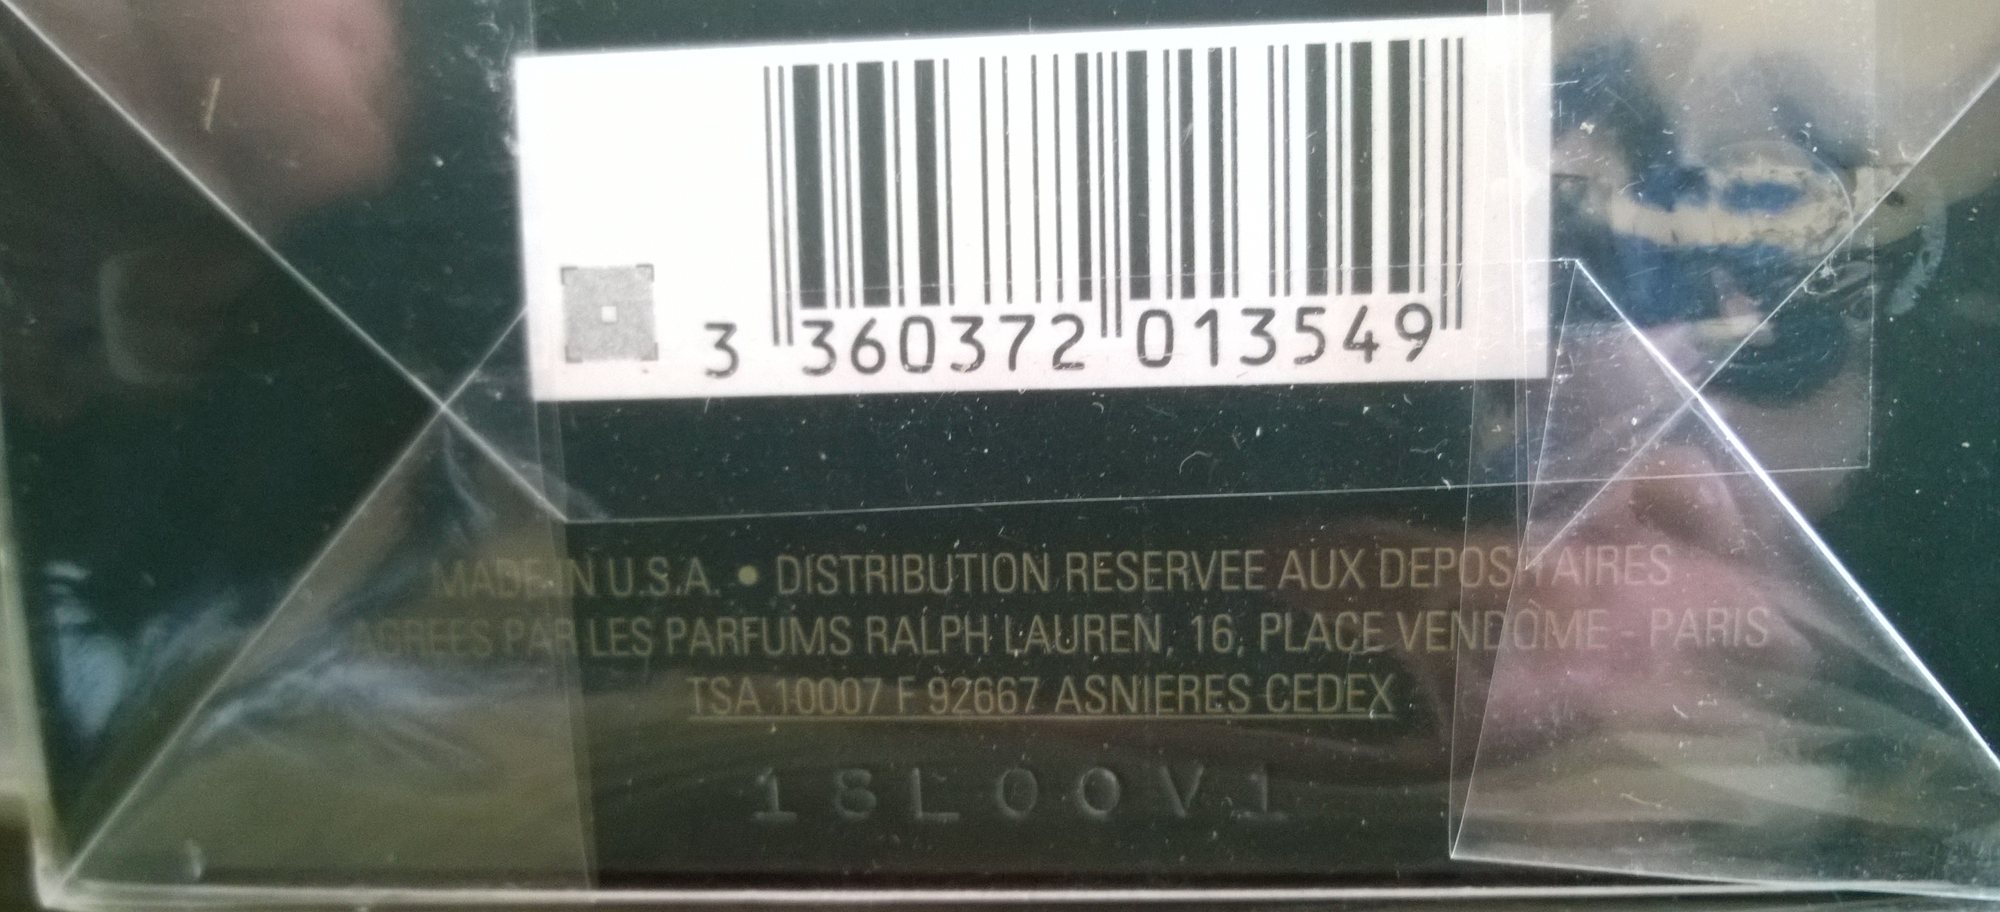 3 360372 013549
MADE IN U.S.A. • DISTRIBUTION RESERVEE AUX DEPOSITAIRES
AGREES PAR LES PARFUMS RALPH LAUREN, 16, PLACE VENDÔME - PARIS
TSA 10007 F 92667 ASNIERES CEDEX
18L00V1